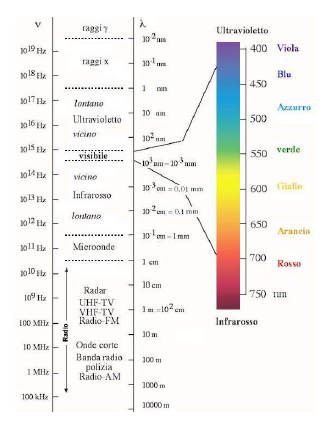 ν λ
raggi γ
10^-2 nm
10^19 Hz
raggi x
10^-1 nm
10^18 Hz
1 nm
10^17 Hz
lontano
10 nm
10^16 Hz
Ultravioletto
vicino
10^2 nm
10^15 Hz
visibile
10^3 nm = 10^-3 nm
10^14 Hz
vicino
10^-3 cm = 0.01 mm
10^13 Hz
Infrarosso
10^-2 cm = 0.1 mm
10^12 Hz
lontano
10^-1 cm = 1 mm
10^11 Hz
Microonde
1 cm
10^10 Hz
Radar
10 cm
10^9 Hz
UHF-TV
VHF-TV
1 m = 10^2 cm
100 MHz
Radio-FM
Radio
10 m
10 MHz
Onde corte
Banda radio
100 m
polizia
1 MHz
Radio-AM
1000 m
100 kHz
10000 m
Ultravioletto
400 Viola
Blu
450
Azzurro
500
550 verde
600 Giallo
650 Arancio
700 Rosso
750 nm
Infrarosso